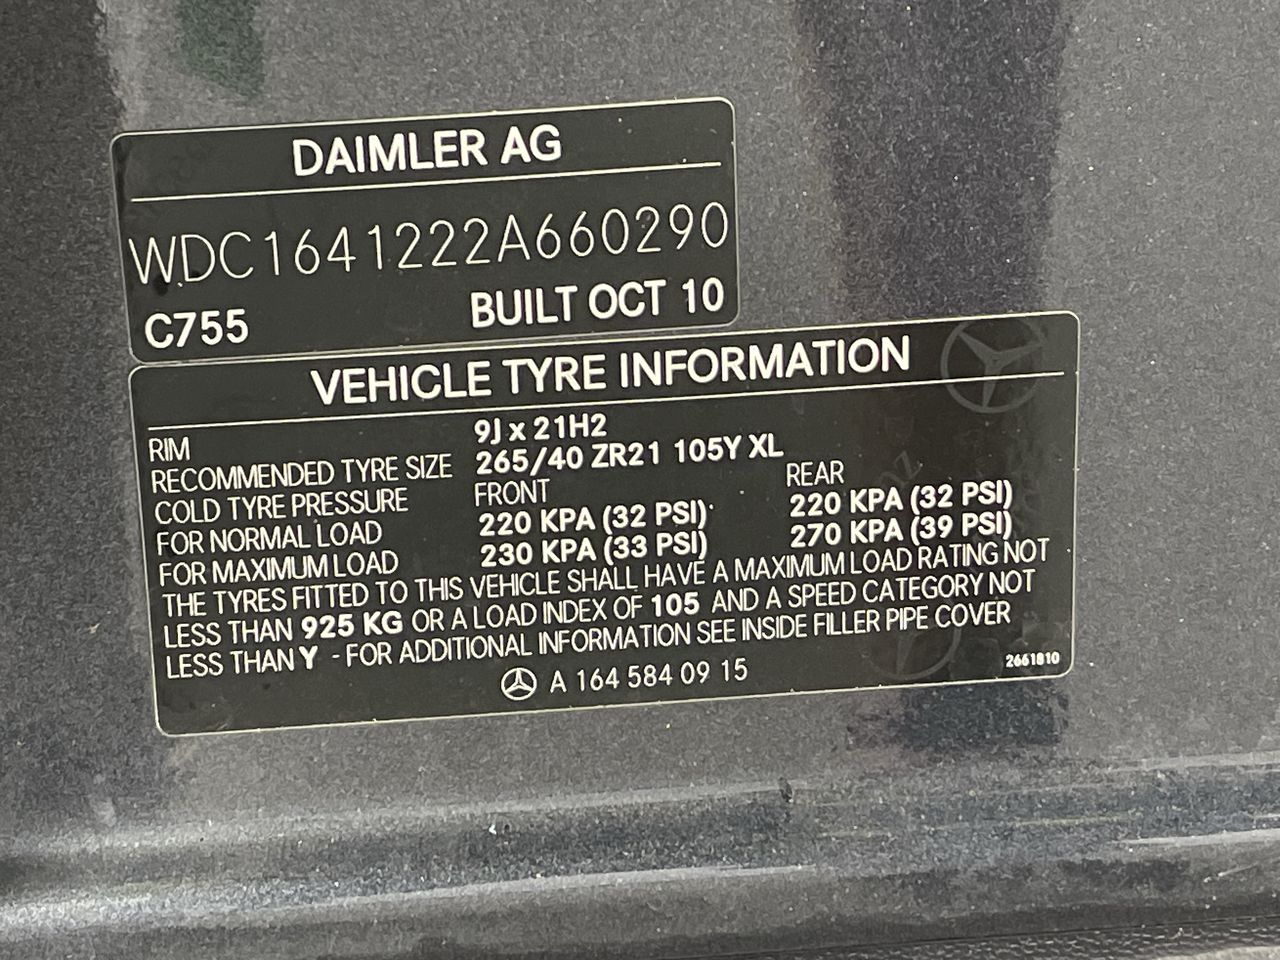 DAIMLER AG
WDC1641222A660290
C755 BUILT OCT 10
VEHICLE TYRE INFORMATION
RIM 9J x 21H2
RECOMMENDED TYRE SIZE 265/40 ZR21 105Y XL
COLD TYRE PRESSURE FRONT REAR
FOR NORMAL LOAD 220 KPA (32 PSI) 220 KPA (32 PSI)
FOR MAXIMUM LOAD 230 KPA (33 PSI) 270 KPA (39 PSI)
THE TYRES FITTED TO THIS VEHICLE SHALL HAVE A MAXIMUM LOAD RATING NOT
LESS THAN 925 KG OR A LOAD INDEX OF 105 AND A SPEED CATEGORY NOT
LESS THAN Y - FOR ADDITIONAL INFORMATION SEE INSIDE FILLER PIPE COVER
A 164 584 09 15
2661810